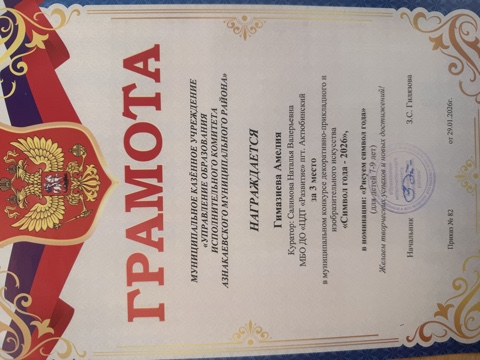 ГРАМОТА
МУНИЦИПАЛЬНОЕ КАЗЁННОЕ УЧРЕЖДЕНИЕ
«УПРАВЛЕНИЕ ОБРАЗОВАНИЯ
ИСПОЛНИТЕЛЬНОГО КОМИТЕТА
АЗНАКАЕВСКОГО МУНИЦИПАЛЬНОГО РАЙОНА»
НАГРАЖДАЕТСЯ
Гимазиева Амелия
Куратор: Салимова Наталья Валерьевна
МБО ДО «ЦДТ «Развитие» пгт. Актюбинский
за 3 место
в муниципальном конкурсе декоративно-прикладного и
изобразительного искусства
«Символ года - 2026»,
в номинации: «Рисуем символ года»
(для детей 7-9 лет)
Желаем творческих успехов и новых достижений!
Начальник З.С. Гилязова
Приказ № 82 от 29.01.2026г.